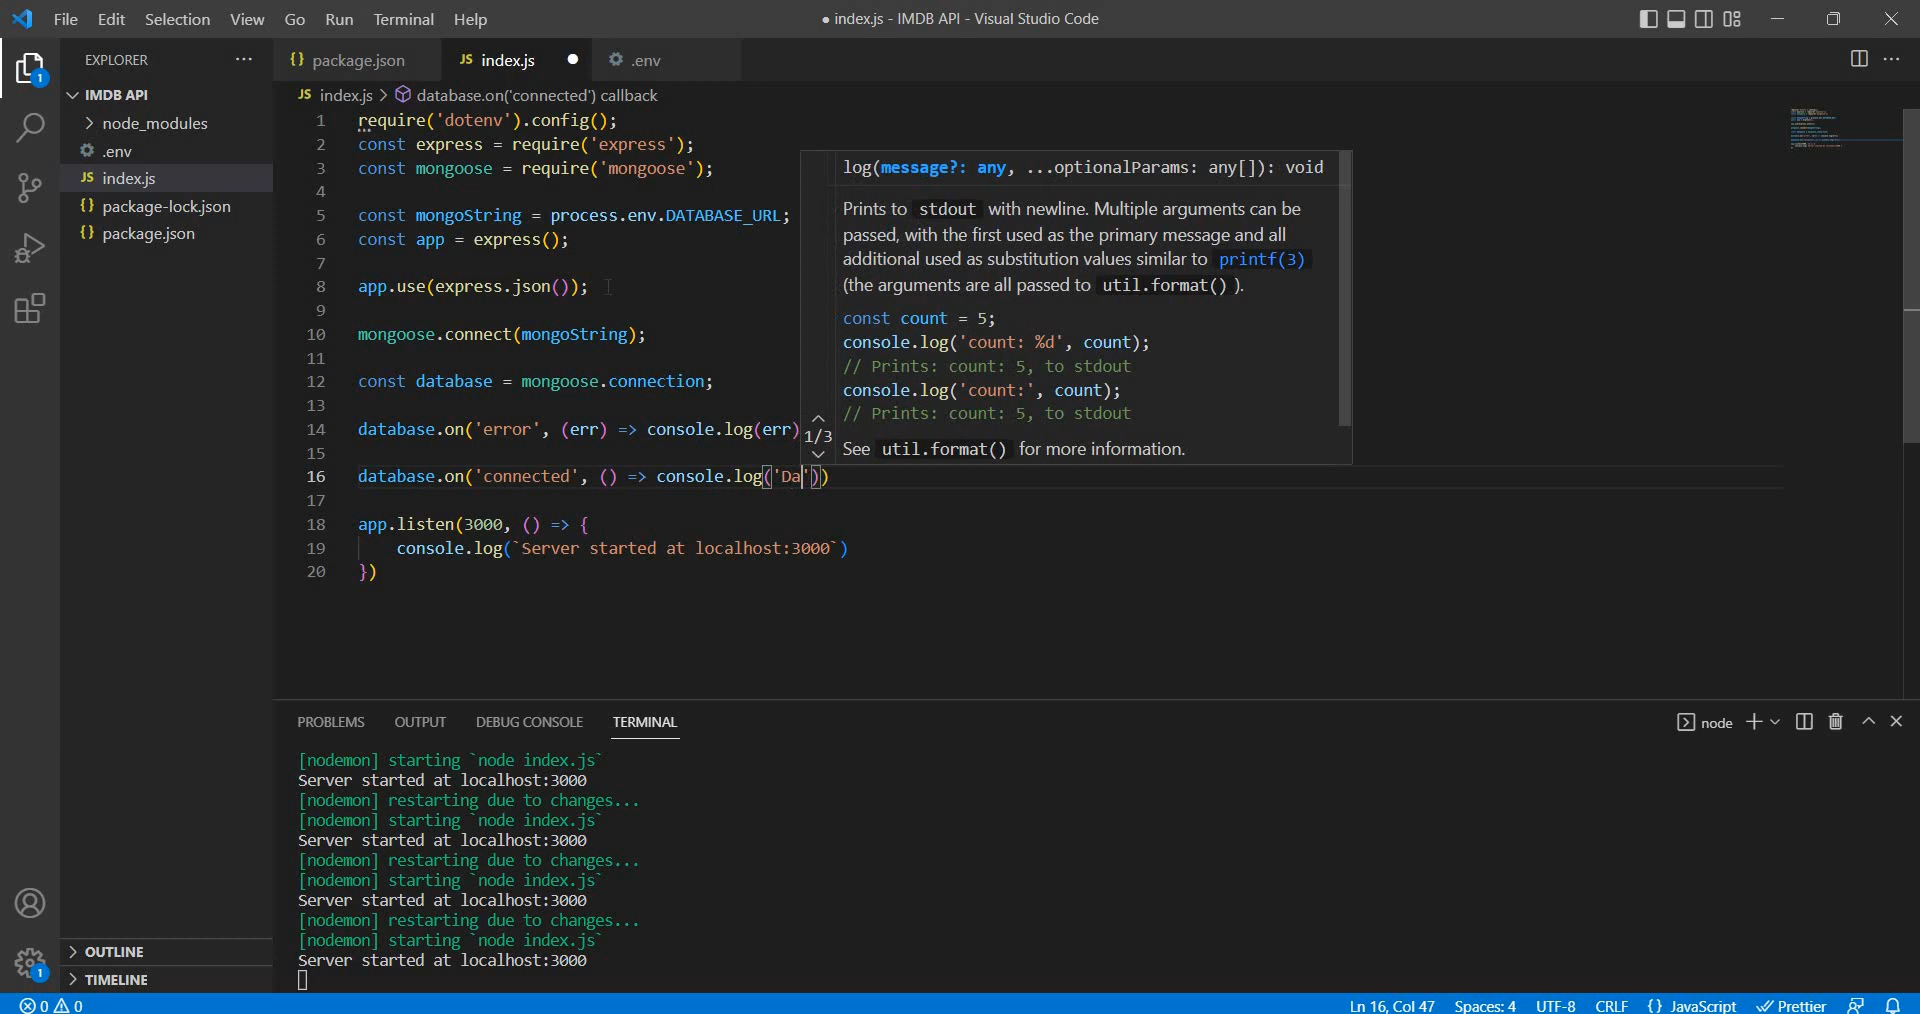 File Edit Selection View Go Run Terminal Help
● index.js - IMDB API - Visual Studio Code
EXPLORER ···
{} package.json JS index.js ● .env
IMDB API
node_modules
.env
JS index.js
{} package-lock.json
{} package.json
OUTLINE
TIMELINE
1
1
JS index.js > database.on('connected') callback
1 require('dotenv').config();
2 const express = require('express');
3 const mongoose = require('mongoose');
4
5 const mongoString = process.env.DATABASE_URL;
6 const app = express();
7
8 app.use(express.json());
9
10 mongoose.connect(mongoString);
11
12 const database = mongoose.connection;
13
14 database.on('error', (err) => console.log(err)
15
16 database.on('connected', () => console.log('Da'))
17
18 app.listen(3000, () => {
19 console.log(`Server started at localhost:3000`)
20 })
log(message?: any, ...optionalParams: any[]): void
Prints to stdout with newline. Multiple arguments can be
passed, with the first used as the primary message and all
additional used as substitution values similar to printf(3)
(the arguments are all passed to util.format() ).
const count = 5;
console.log('count: %d', count);
// Prints: count: 5, to stdout
console.log('count:', count);
// Prints: count: 5, to stdout
1/3
See util.format() for more information.
PROBLEMS OUTPUT DEBUG CONSOLE TERMINAL
node
[nodemon] starting `node index.js`
Server started at localhost:3000
[nodemon] restarting due to changes...
[nodemon] starting `node index.js`
Server started at localhost:3000
[nodemon] restarting due to changes...
[nodemon] starting `node index.js`
Server started at localhost:3000
[nodemon] restarting due to changes...
[nodemon] starting `node index.js`
Server started at localhost:3000
0 0
Ln 16, Col 47 Spaces: 4 UTF-8 CRLF {} JavaScript Prettier